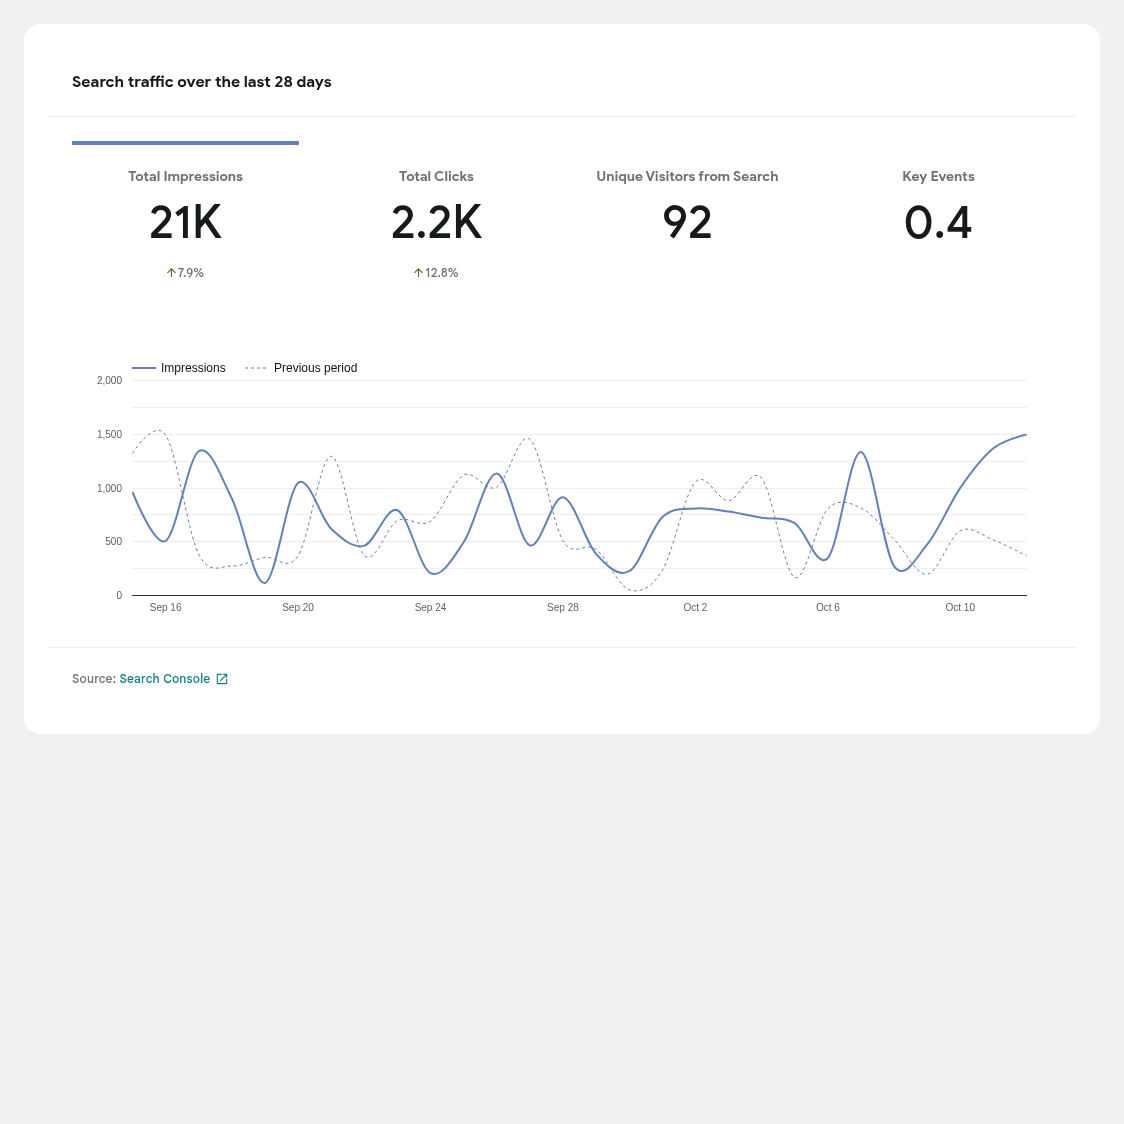 Search traffic over the last 28 days
Total Impressions
21K
7.9%
Total Clicks
2.2K
12.8%
Unique Visitors from Search
92
Key Events
0.4
Impressions
Previous period
2,000
1,500
1,000
500
0
Sep 16
Sep 20
Sep 24
Sep 28
Oct 2
Oct 6
Oct 10
Source: Search Console